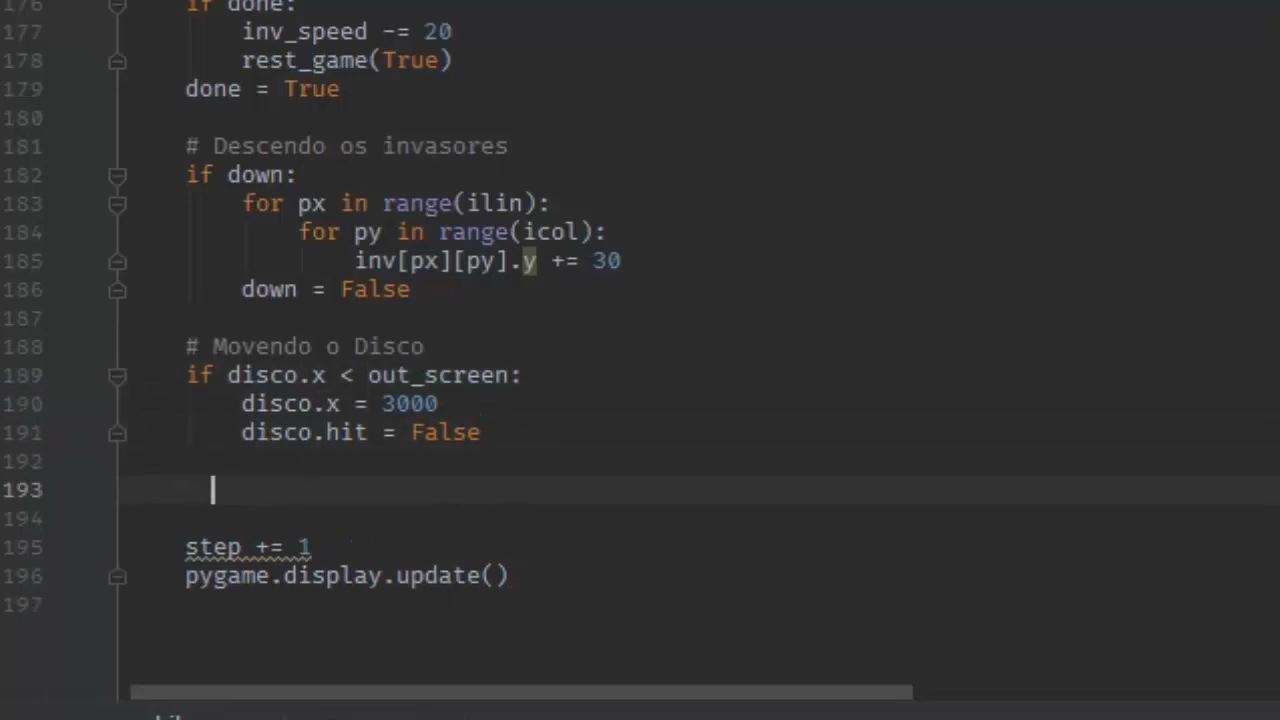 176 if done:
177 inv_speed -= 20
178 rest_game(True)
179 done = True
180
181 # Descendo os invasores
182 if down:
183 for px in range(ilin):
184 for py in range(icol):
185 inv[px][py].y += 30
186 down = False
187
188 # Movendo o Disco
189 if disco.x < out_screen:
190 disco.x = 3000
191 disco.hit = False
192
193
194
195 step += 1
196 pygame.display.update()
197